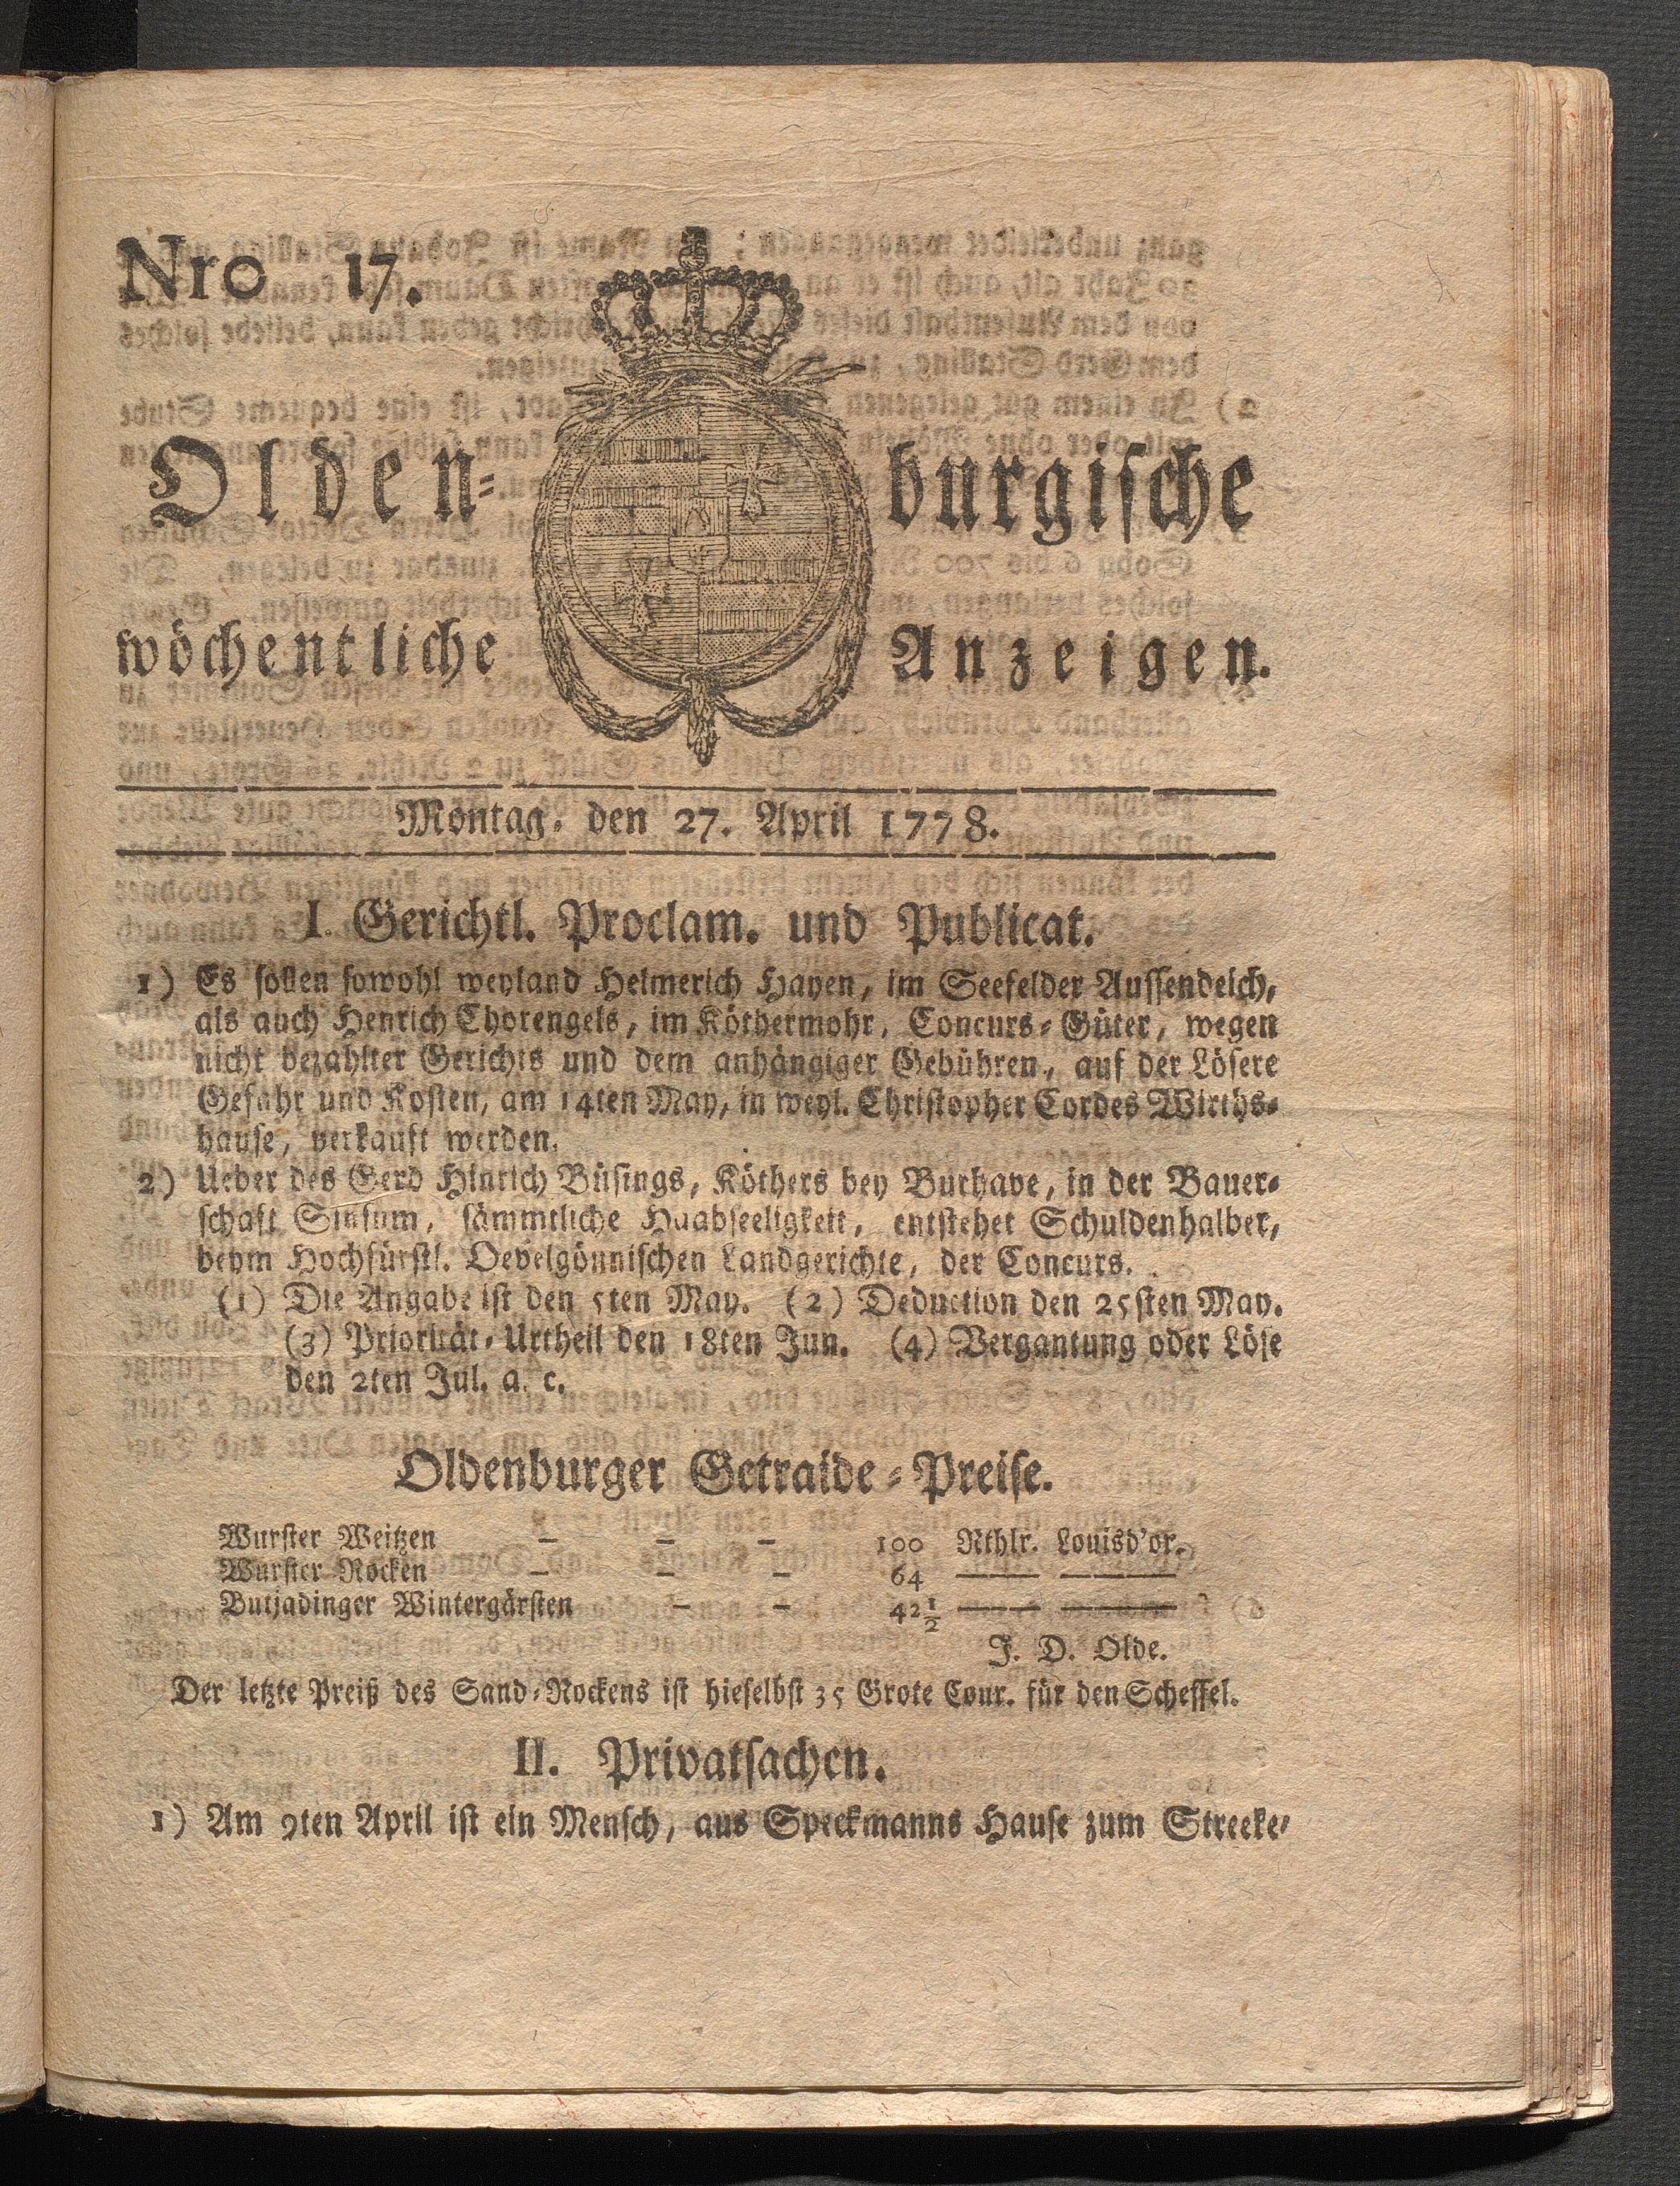 Nro 17.
Olden= burgische
wöchentliche Anzeigen.
Montag, den 27. April 1778.
I. Gerichtl. Proclam. und Publicat.
1) Es sollen sowohl weyland Helmerich Hayen, im Seefelder Aussendeich,
als auch Henrich Chorengels, im Köthermohr, Concurs=Güter, wegen
nicht bezahlter Gerichts und dem anhängiger Gebühren, auf der Lösere
Gefahr und Kosten, am 14ten May, in weyl. Christopher Cordes Wirths=
hause, verkauft werden.
2) Ueber des Gerd Hinrich Büsings, Köthers bey Burhave, in der Bauer=
schaft Sinsum, sämmtliche Haabseeligkeit, entstehet Schuldenhalber,
beym Hochfürstl. Oevelgönnischen Landgerichte, der Concurs.
(1) Die Angabe ist den 5ten May. (2) Deduction den 25sten May.
(3) Priorität=Urtheil den 18ten Jun. (4) Vergantung oder Löse
den 2ten Jul. a. c.
Oldenburger Getraide=Preise.
Wurster Weitzen — — — 100 Rthlr. Louisd'or.
Wurster Rocken — — — 64 —— ——
Butjadinger Wintergärsten — — 42½ —— ——
J. D. Olde.
Der letzte Preiß des Sand=Rockens ist hieselbst 35 Grote Cour. für den Scheffel.
II. Privatsachen.
1) Am 9ten April ist ein Mensch, aus Speckmanns Hause zum Streeke=